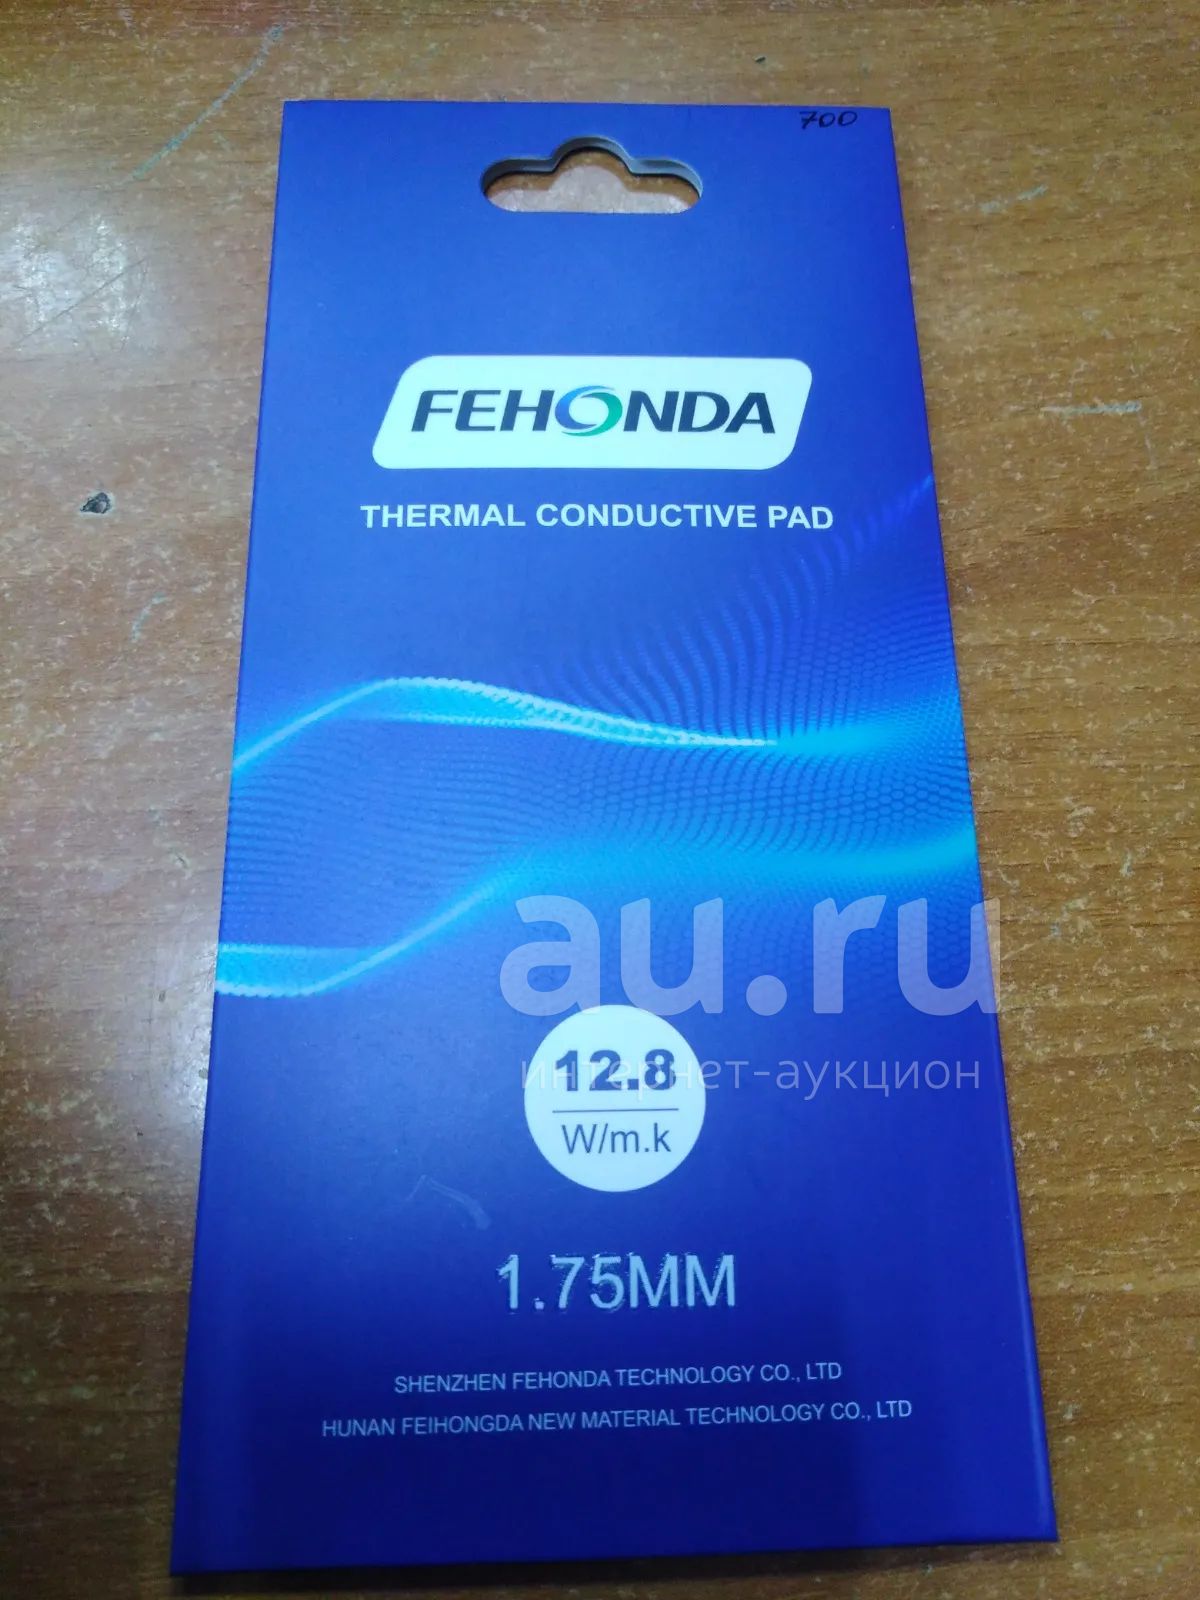 700
FEHONDA
THERMAL CONDUCTIVE PAD
au.ru
12.8
интернет-аукцион
W/m.k
1.75MM
SHENZHEN FEHONDA TECHNOLOGY CO., LTD
HUNAN FEIHONGDA NEW MATERIAL TECHNOLOGY CO., LTD